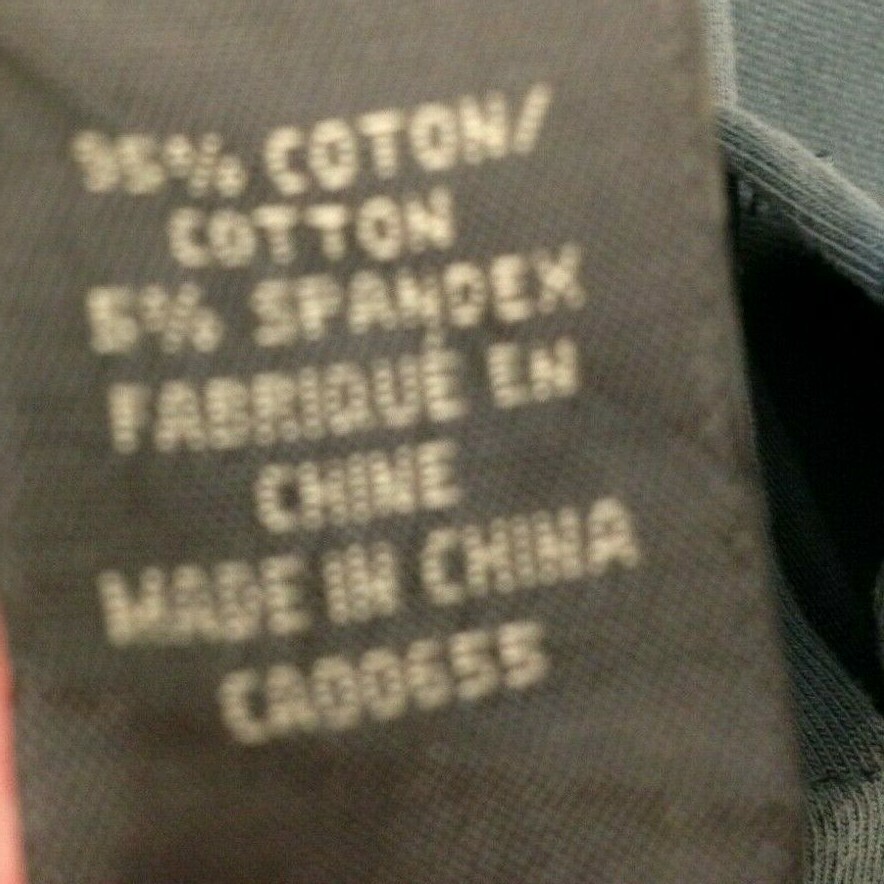 95% COTON/
COTTON
5% SPANDEX
FABRIQUÉ EN
CHINE
MADE IN CHINA
CA00655